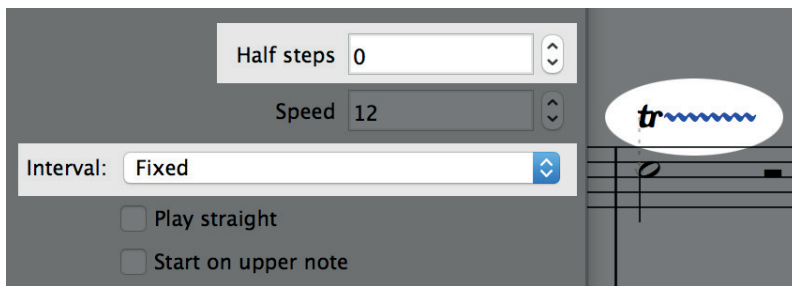 Half steps 0
Speed 12
tr
Interval: Fixed
Play straight
Start on upper note